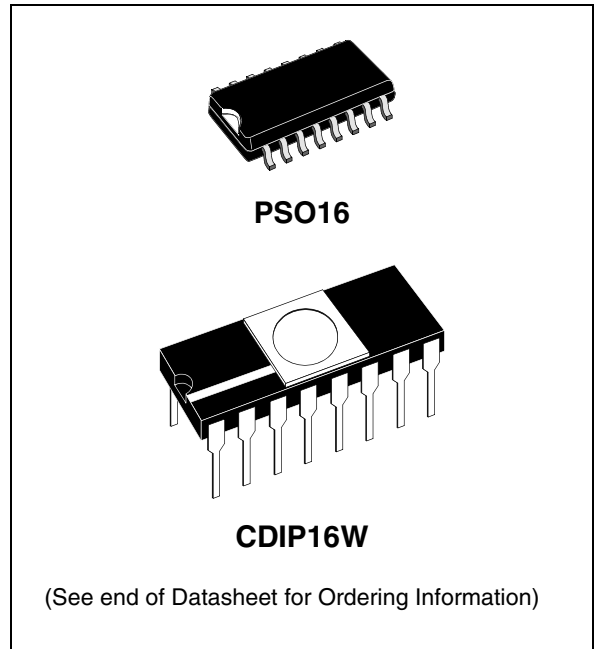 PSO16
CDIP16W
(See end of Datasheet for Ordering Information)